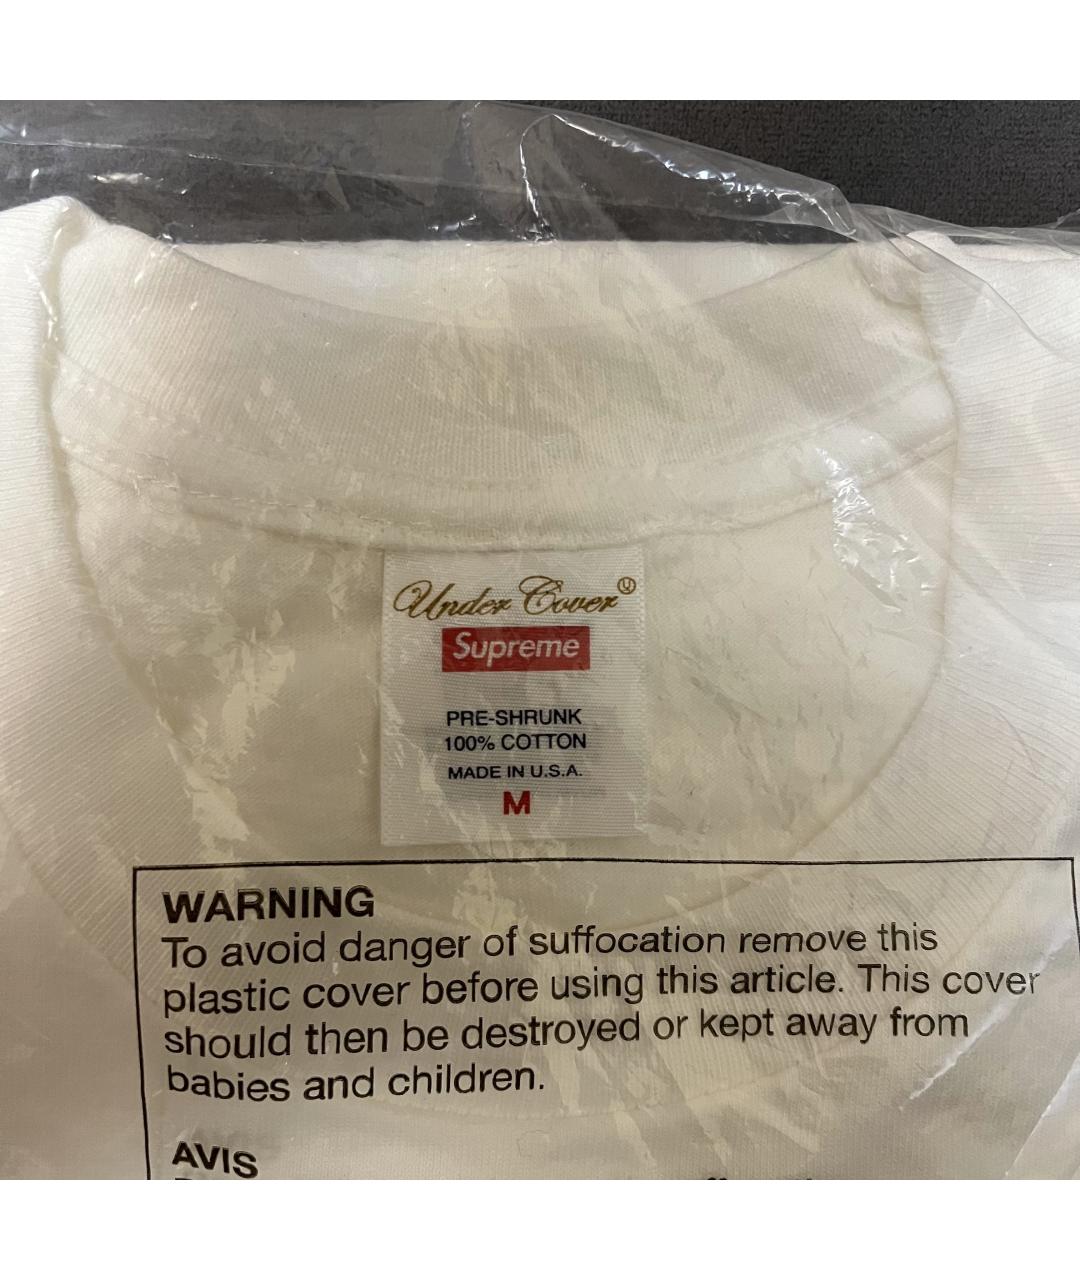 Under Cover Ⓤ
Supreme
PRE-SHRUNK
100% COTTON
MADE IN U.S.A.
M
WARNING
To avoid danger of suffocation remove this
plastic cover before using this article. This cover
should then be destroyed or kept away from
babies and children.
AVIS